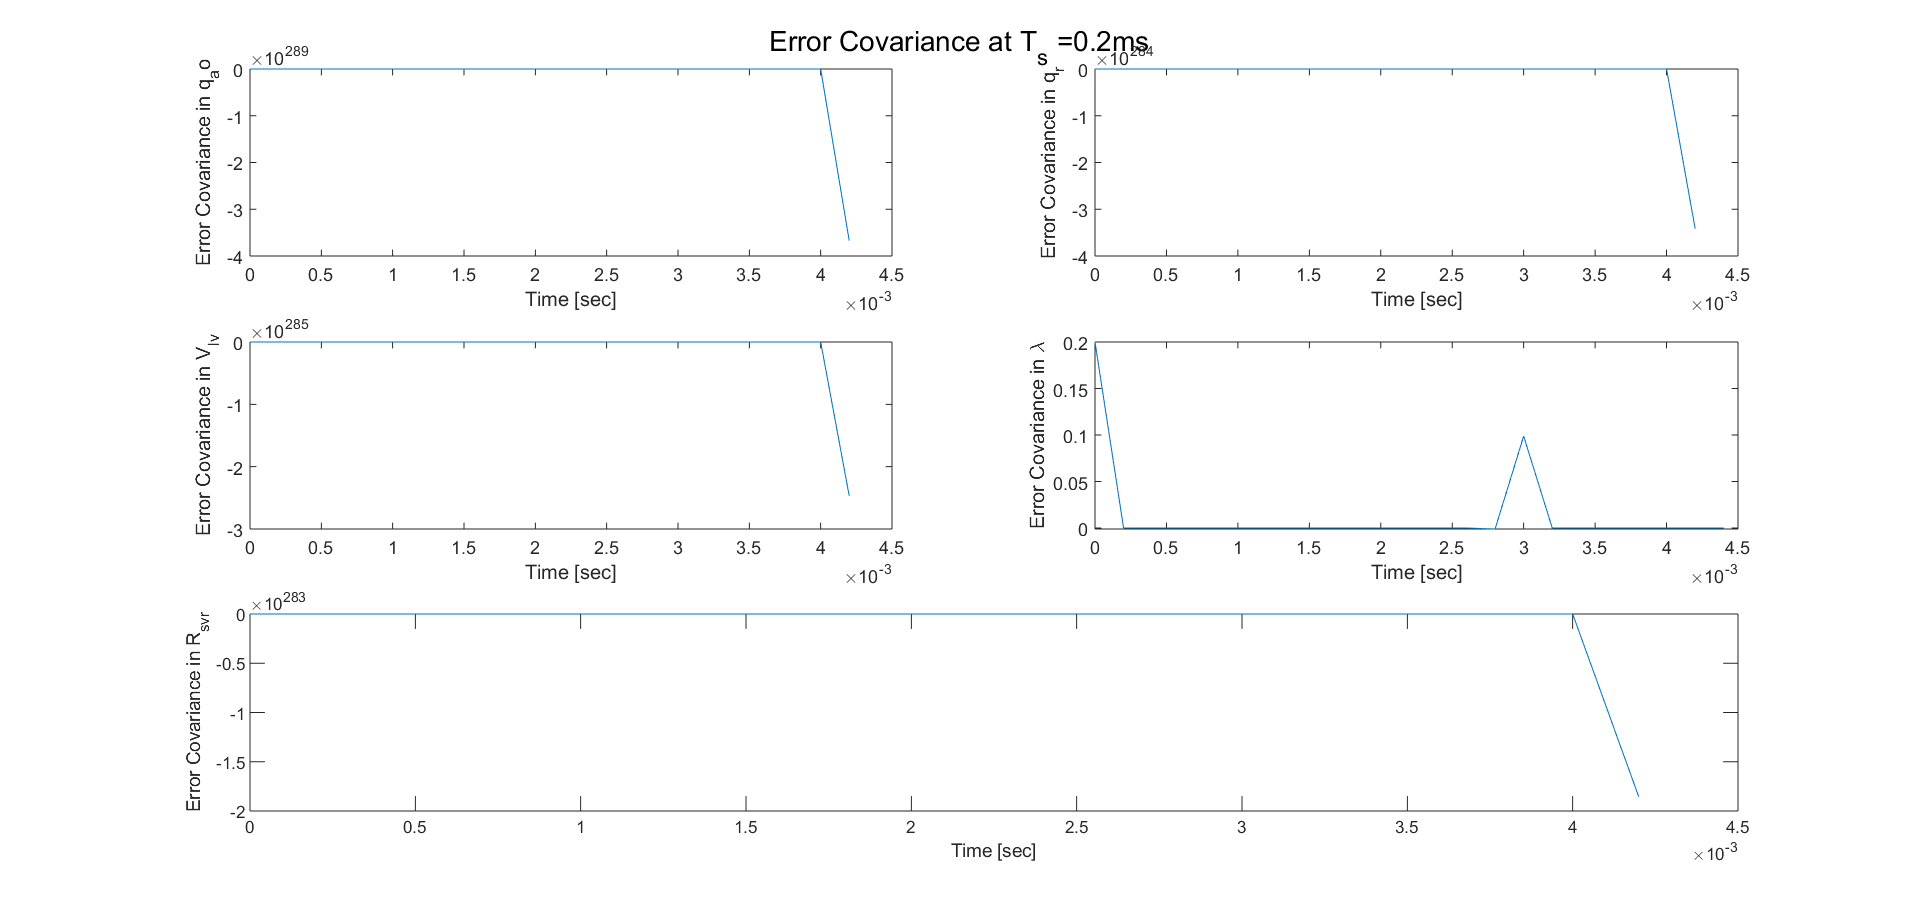 Error Covariance at Ts =0.2ms
×10^289
Error Covariance in qao
0
-1
-2
-3
-4
0 0.5 1 1.5 2 2.5 3 3.5 4 4.5
Time [sec]
×10^-3
×10^284
Error Covariance in qr
0
-1
-2
-3
-4
0 0.5 1 1.5 2 2.5 3 3.5 4 4.5
Time [sec]
×10^-3
×10^285
Error Covariance in Vlv
0
-1
-2
-3
0 0.5 1 1.5 2 2.5 3 3.5 4 4.5
Time [sec]
×10^-3
Error Covariance in λ
0.2
0.15
0.1
0.05
0
0 0.5 1 1.5 2 2.5 3 3.5 4 4.5
Time [sec]
×10^-3
×10^283
Error Covariance in Rsvr
0
-0.5
-1
-1.5
-2
0 0.5 1 1.5 2 2.5 3 3.5 4 4.5
Time [sec]
×10^-3